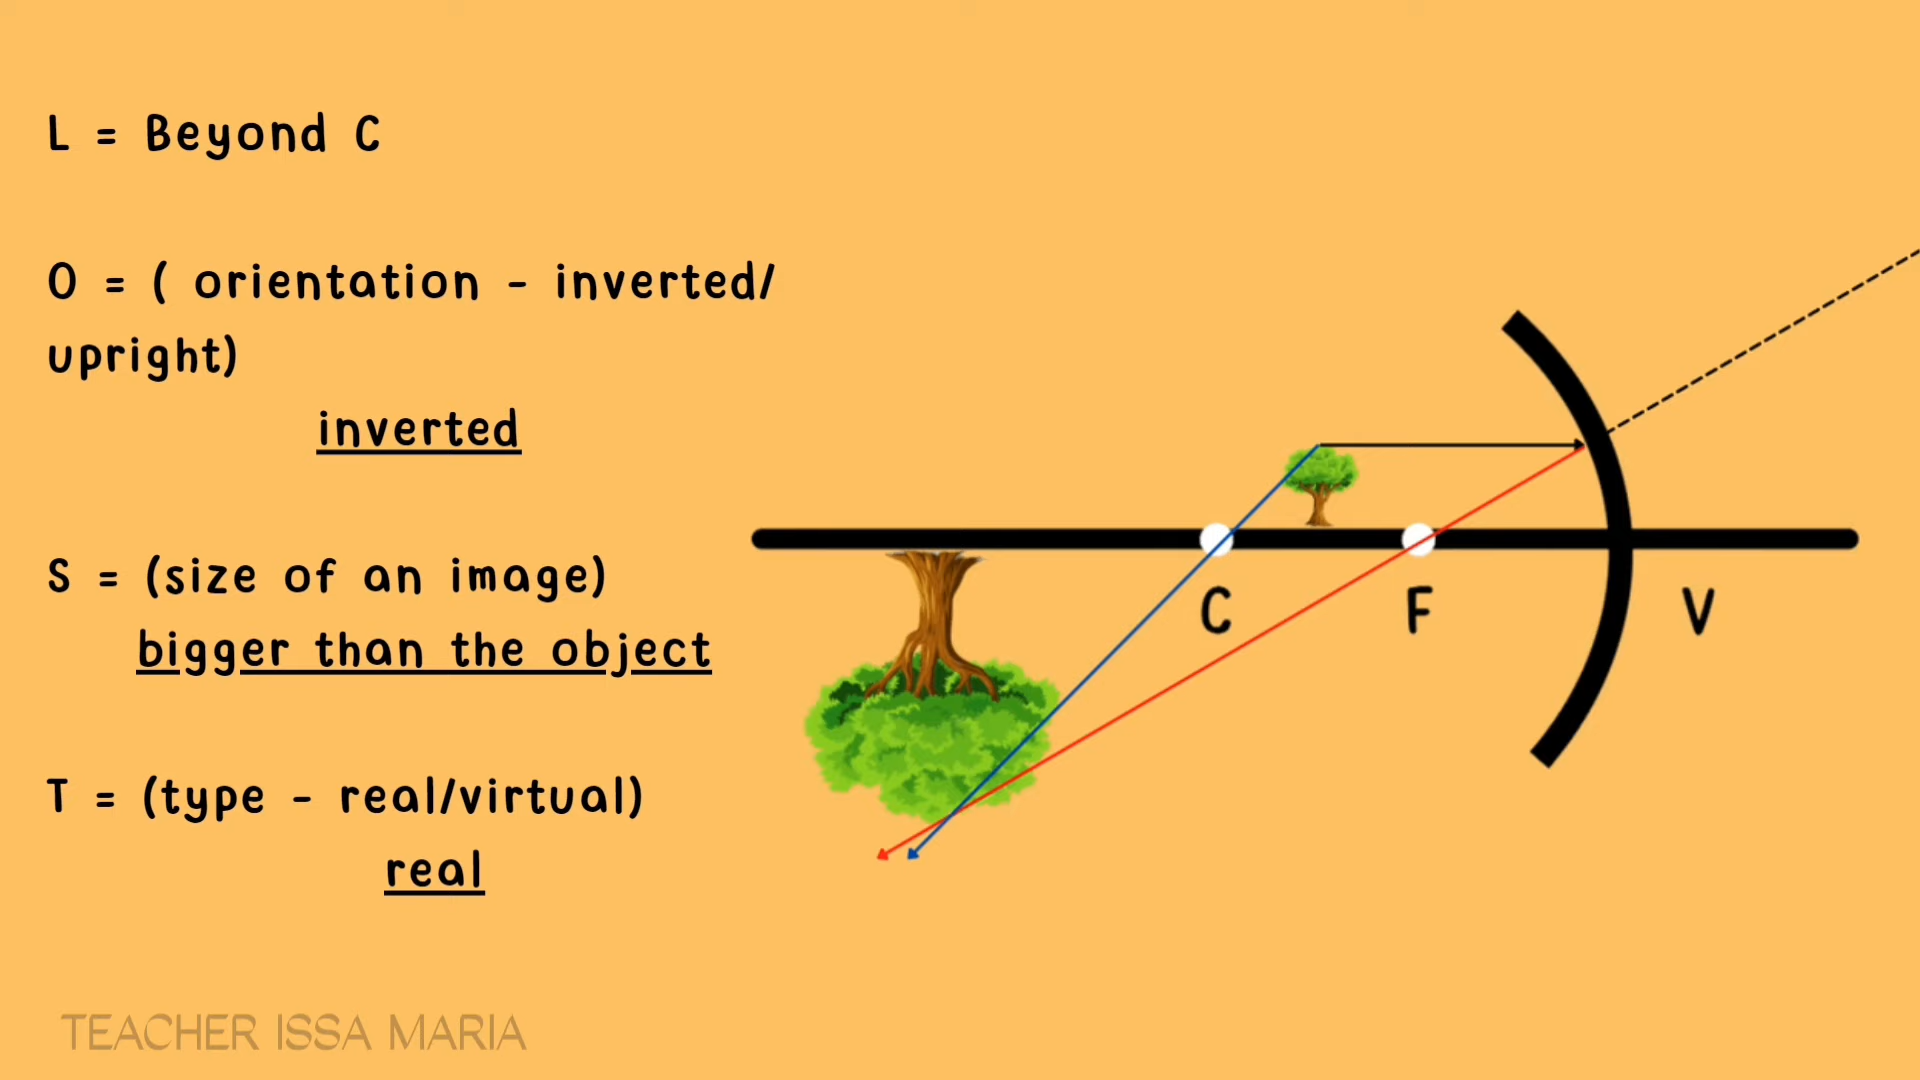 L = Beyond C
O = ( orientation - inverted/
upright)
inverted
S = (size of an image)
bigger than the object
T = (type - real/virtual)
real
C
F
V
TEACHER ISSA MARIA